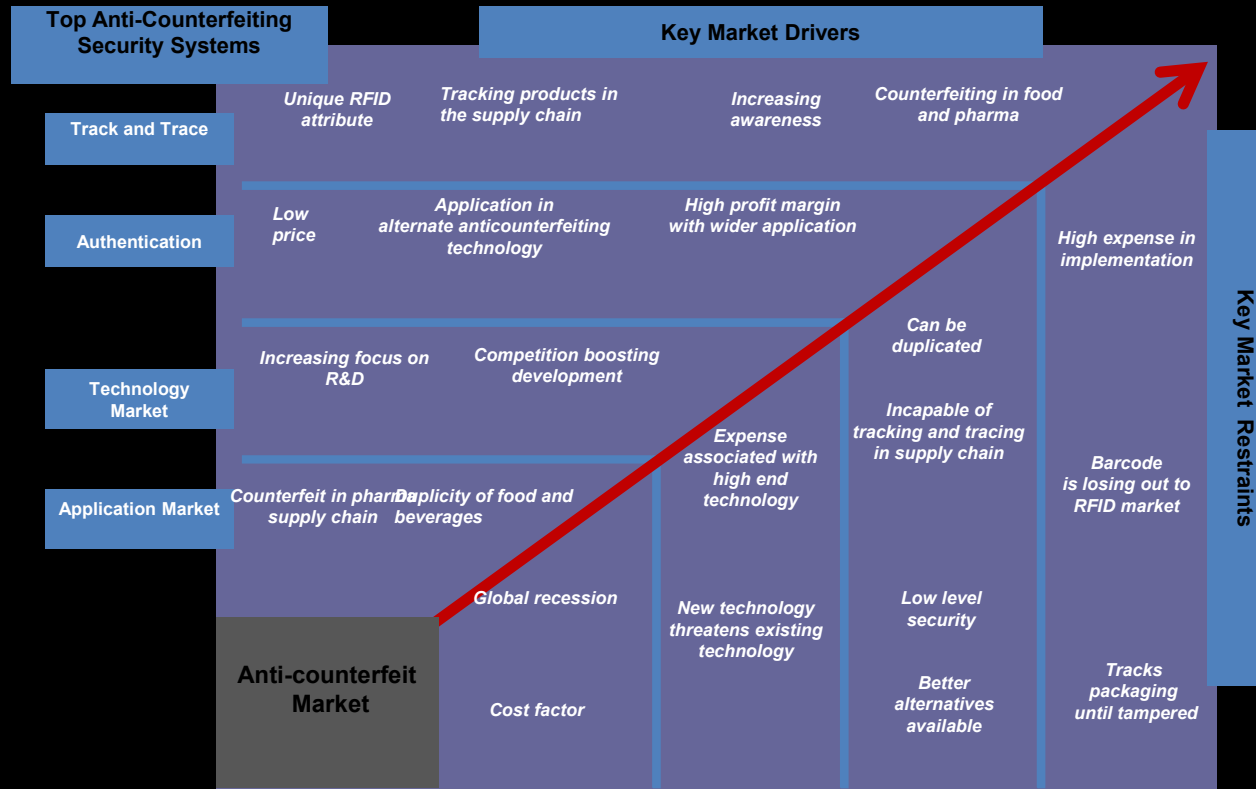 Top Anti-Counterfeiting
Security Systems
Key Market Drivers
Track and Trace
Unique RFID
attribute
Tracking products in
the supply chain
Increasing
awareness
Counterfeiting in food
and pharma
Authentication
Low
price
Application in
alternate anticounterfeiting
technology
High profit margin
with wider application
High expense in
implementation
Technology
Market
Increasing focus on
R&D
Competition boosting
development
Can be
duplicated
Expense
associated with
high end
technology
Incapable of
tracking and tracing
in supply chain
Barcode
is losing out to
RFID market
Application Market
Counterfeit in pharma
supply chain
Duplicity of food and
beverages
Global recession
New technology
threatens existing
technology
Low level
security
Anti-counterfeit
Market
Cost factor
Better
alternatives
available
Tracks
packaging
until tampered
Key Market Restraints